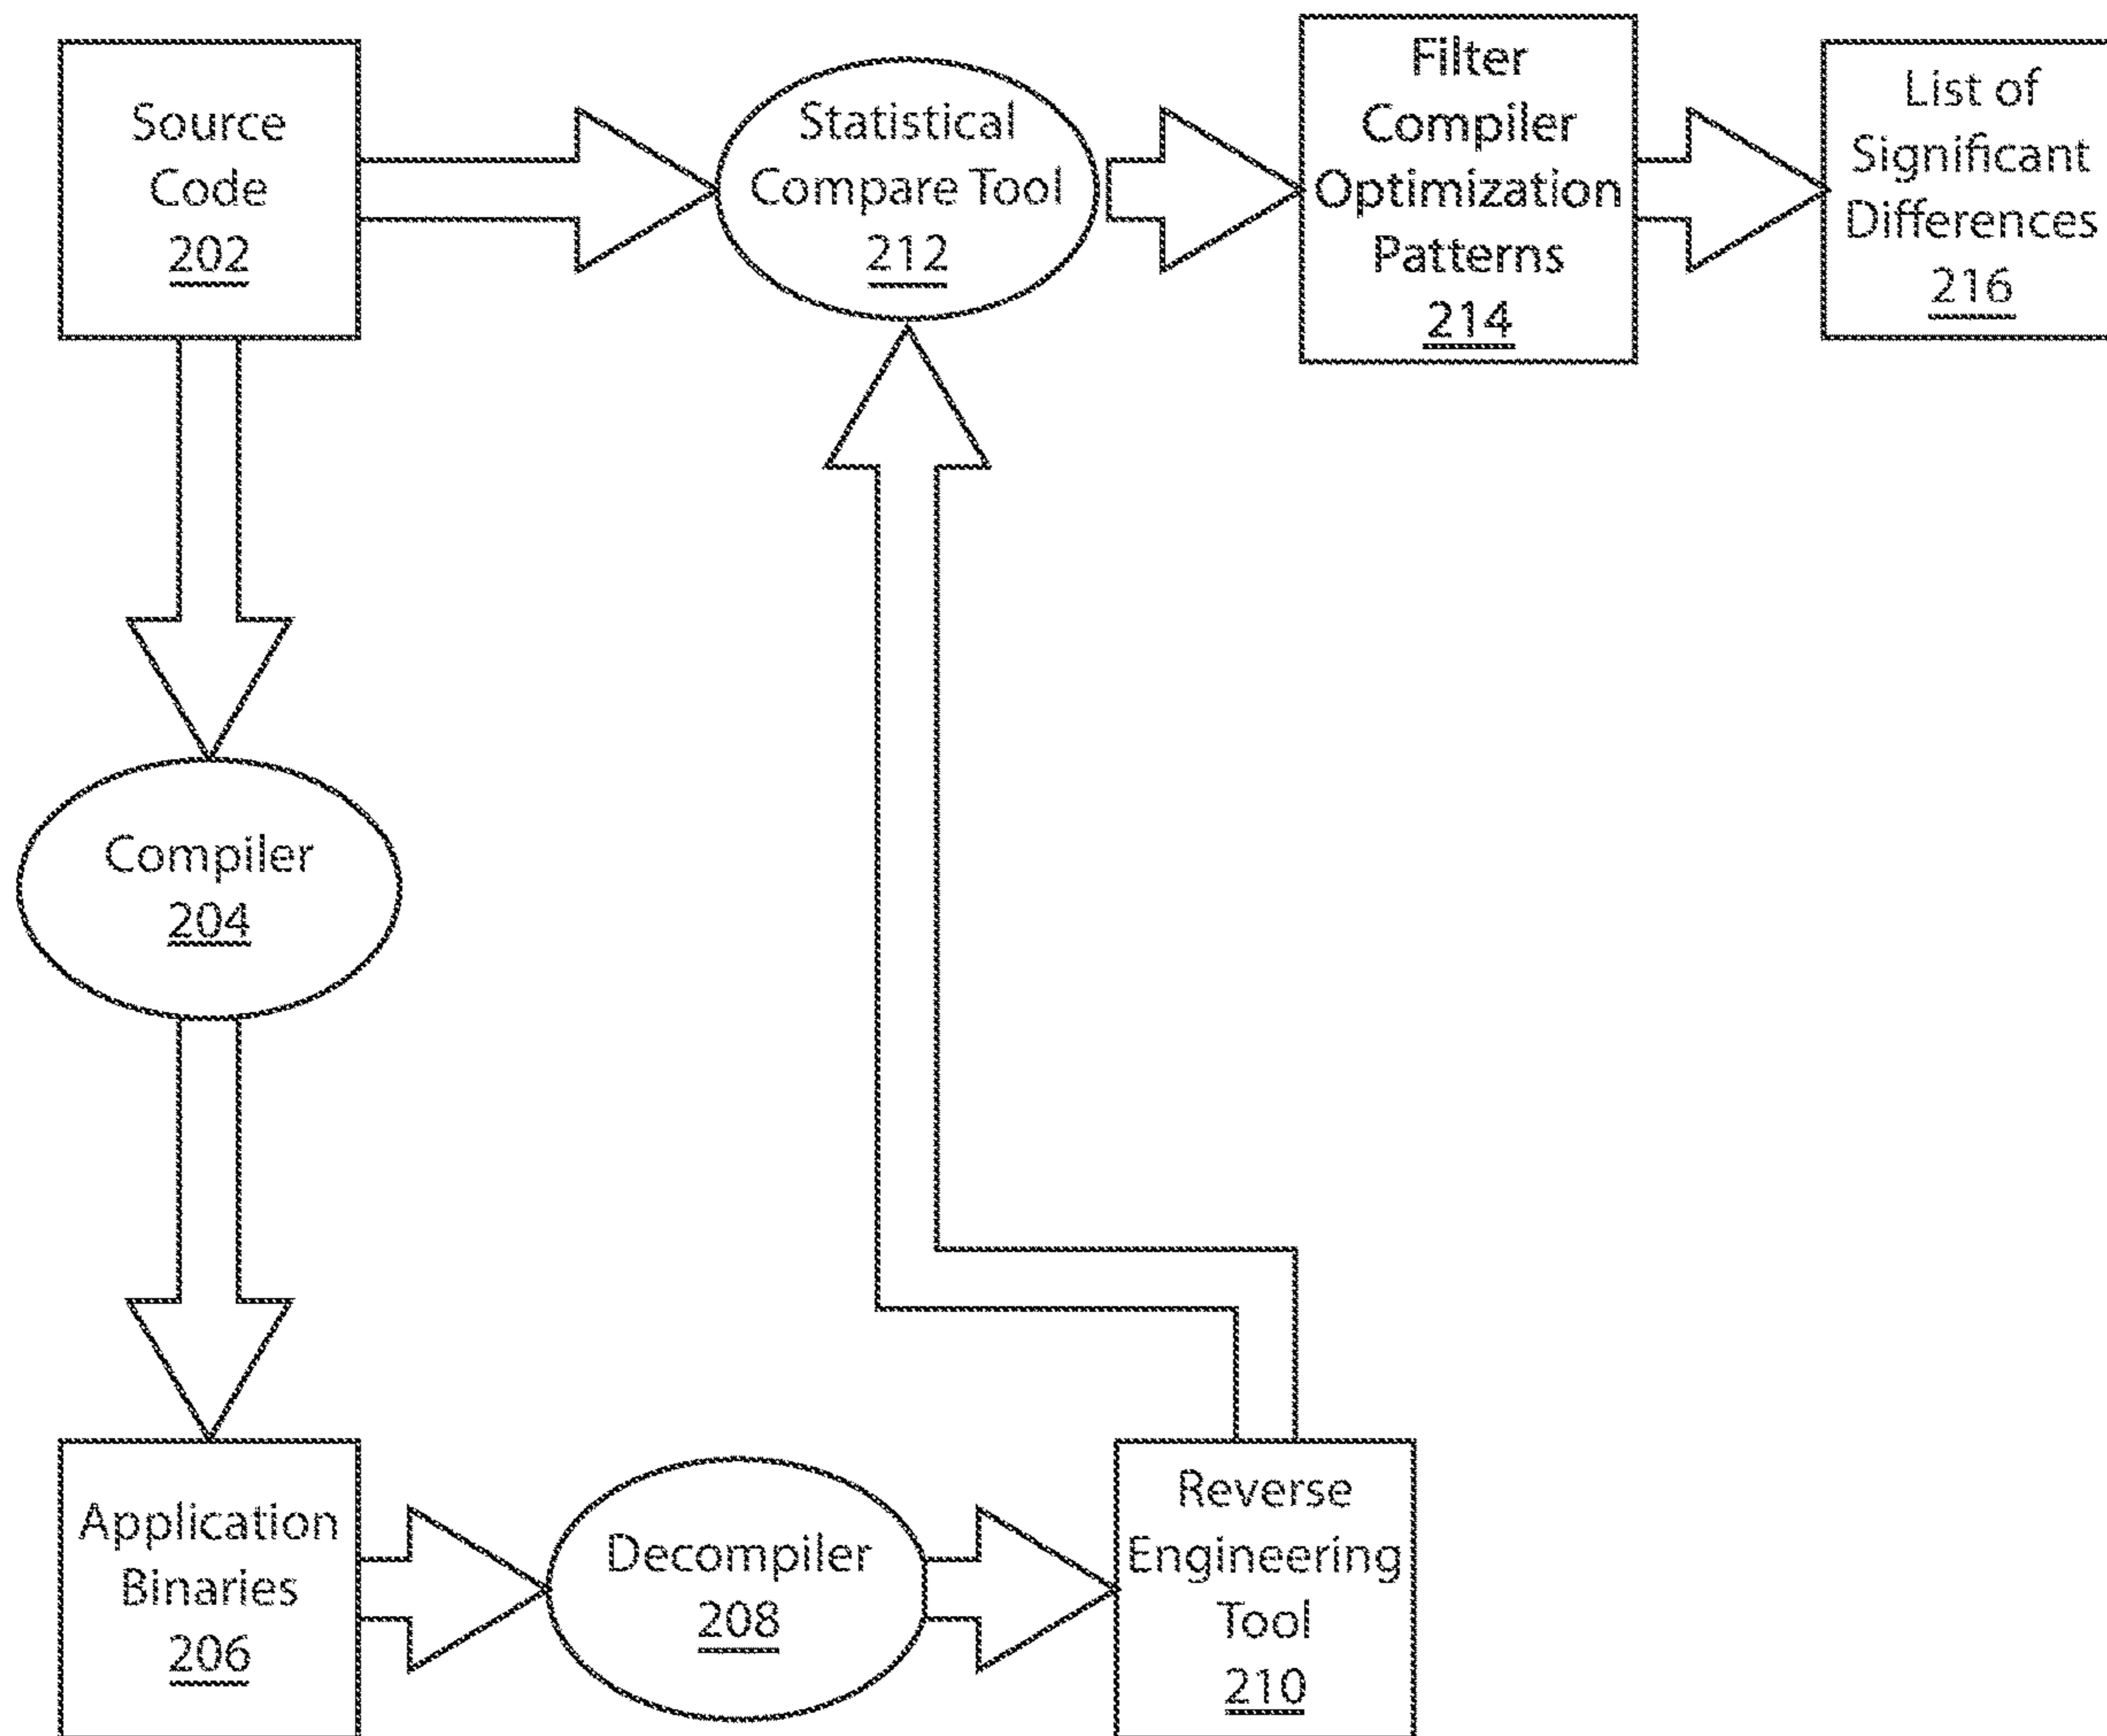 Source
Code
202
Statistical
Compare Tool
212
Filter
Compiler
Optimization
Patterns
214
List of
Significant
Differences
216
Compiler
204
Application
Binaries
206
Decompiler
208
Reverse
Engineering
Tool
210